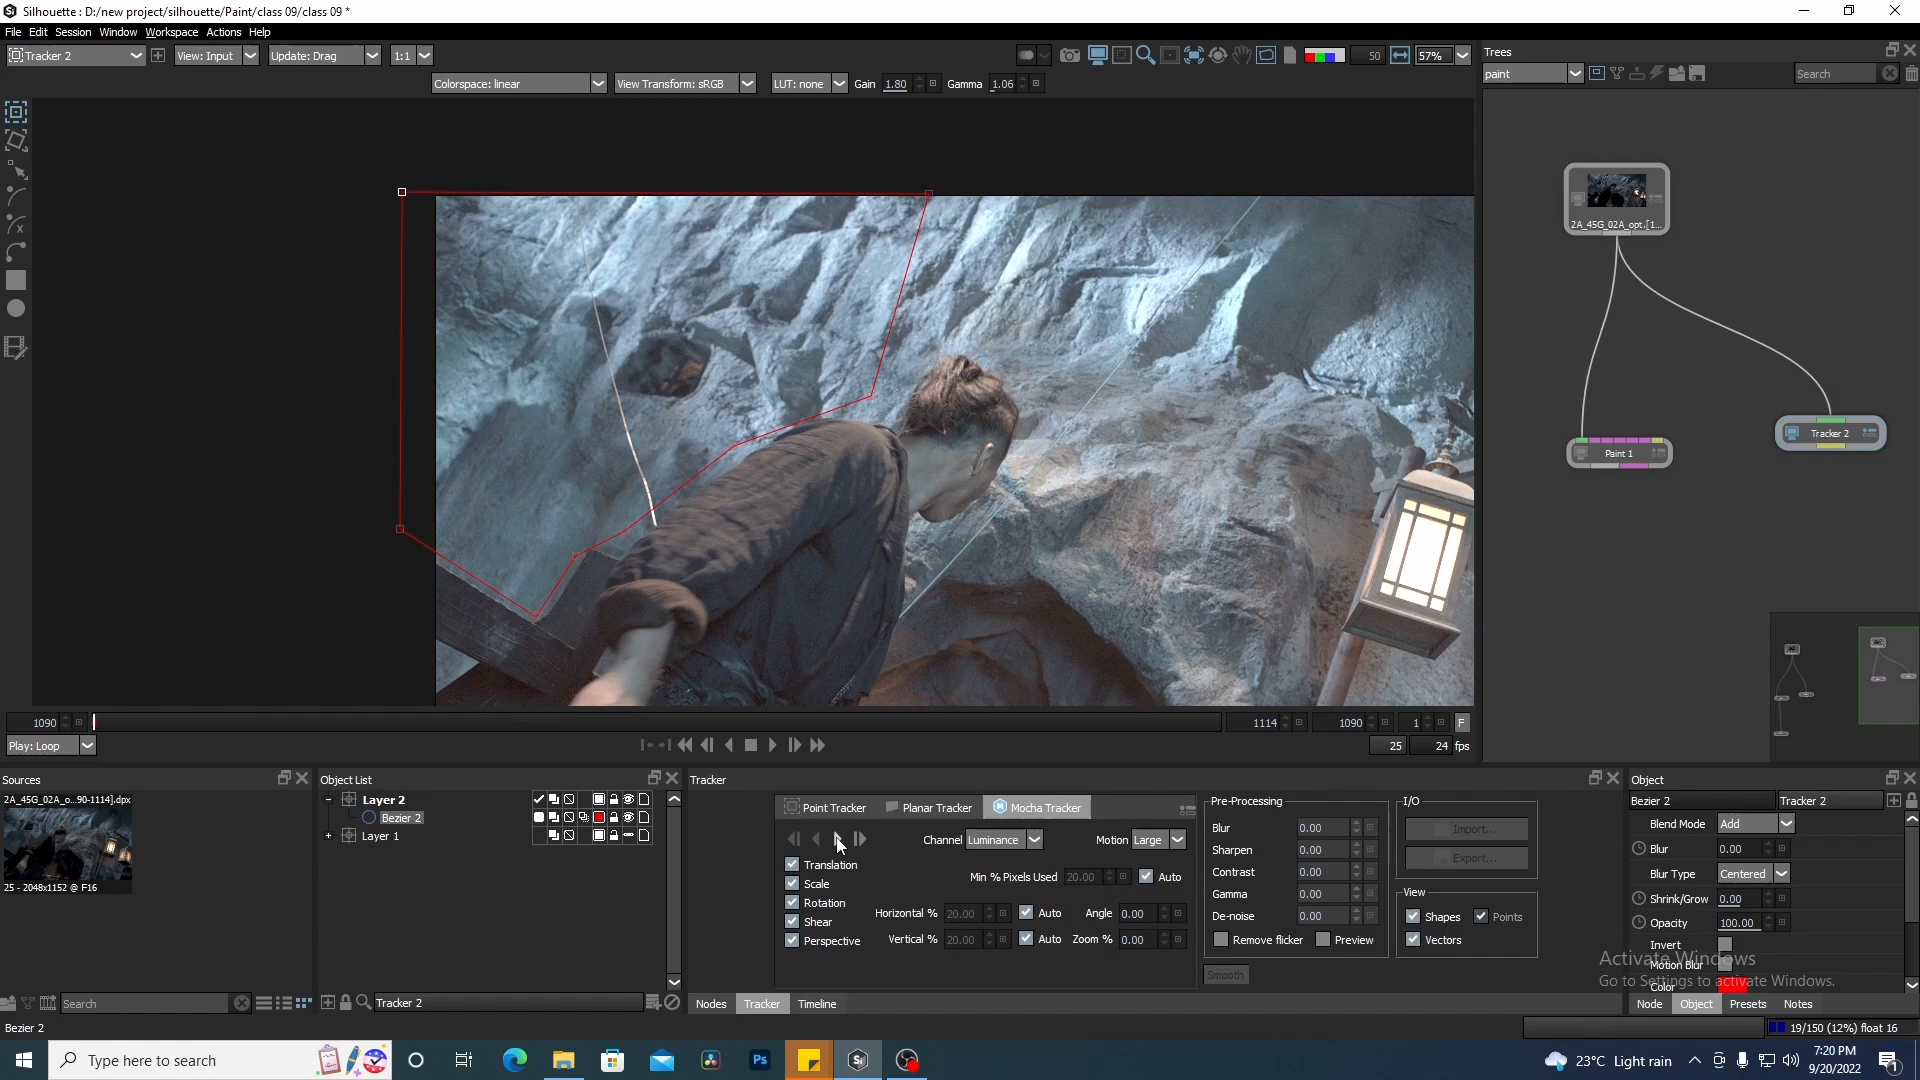 Silhouette : D:/new project/silhouette/Paint/class 09/class 09 *
File Edit Session Window Workspace Actions Help
Tracker 2 View: Input Update: Drag 1:1 50 57%
Colorspace: linear View Transform: sRGB LUT: none Gain 1.80 Gamma 1.06
Trees
paint Search
2A_45G_02A_opt.[1...
Paint 1
Tracker 2
1090 1114 1090 1 F
Play: Loop 25 24 fps
Sources
2A_45G_02A_o...90-1114].dpx
25 - 2048x1152 @ F16
Search
Object List
Layer 2
Bezier 2
Layer 1
Tracker 2
Tracker
Point Tracker Planar Tracker Mocha Tracker
Channel Luminance Motion Large
Translation
Scale
Rotation
Shear
Perspective
Min % Pixels Used 20.00 Auto
Horizontal % 20.00 Auto Angle 0.00
Vertical % 20.00 Auto Zoom % 0.00
Pre-Processing
Blur 0.00
Sharpen 0.00
Contrast 0.00
Gamma 0.00
De-noise 0.00
Remove flicker Preview
Smooth
I/O
Import...
Export...
View
Shapes Points
Vectors
Nodes Tracker Timeline
Object
Bezier 2 Tracker 2
Blend Mode Add
Blur 0.00
Blur Type Centered
Shrink/Grow 0.00
Opacity 100.00
Invert
Motion Blur
Color
Activate Windows
Go to Settings to activate Windows.
Node Object Presets Notes
Bezier 2
19/150 (12%) float 16
Type here to search
Ps
Si
23°C Light rain
7:20 PM
9/20/2022
1